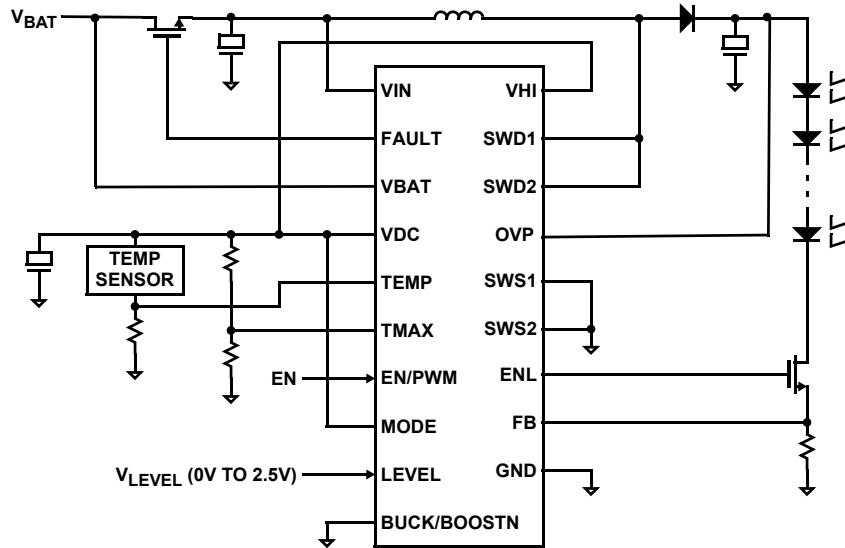 VBAT
VIN
VHI
FAULT
SWD1
VBAT
SWD2
VDC
OVP
TEMP
SENSOR
TEMP
SWS1
TMAX
SWS2
EN
EN/PWM
ENL
MODE
FB
VLEVEL (0V TO 2.5V)
LEVEL
GND
BUCK/BOOSTN